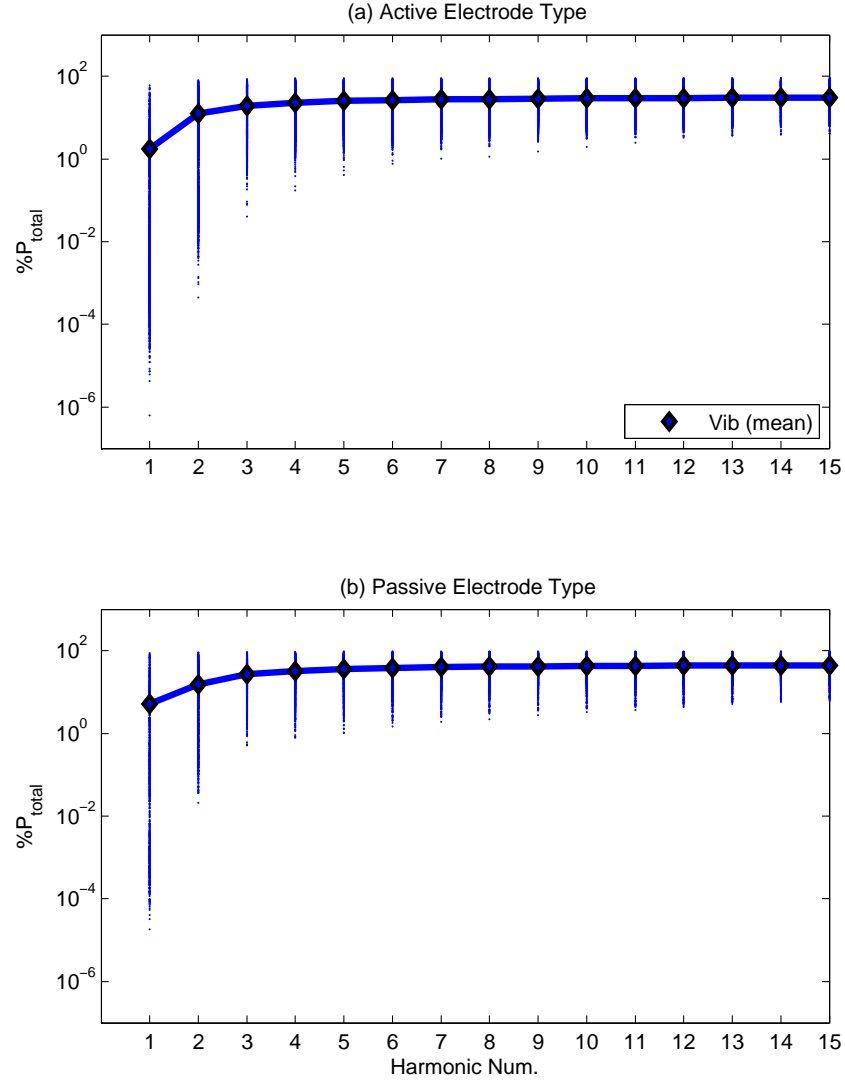 (a) Active Electrode Type
10^2
10^0
10^−2
10^−4
10^−6
%P_total
Vib (mean)
1 2 3 4 5 6 7 8 9 10 11 12 13 14 15
(b) Passive Electrode Type
10^2
10^0
10^−2
10^−4
10^−6
%P_total
1 2 3 4 5 6 7 8 9 10 11 12 13 14 15
Harmonic Num.